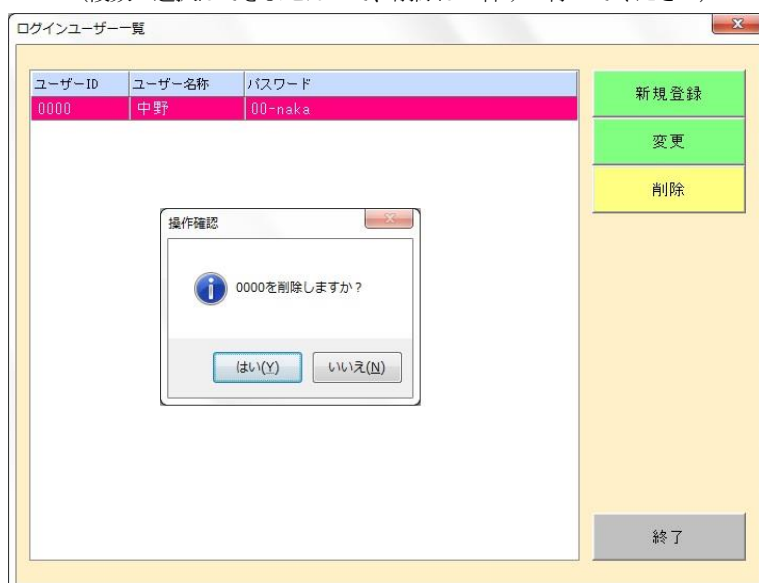 ログインユーザー一覧
ユーザーID ユーザー名称 パスワード
0000 中野 00-naka
新規登録
変更
削除
操作確認
0000を削除しますか?
はい(Y) いいえ(N)
終了